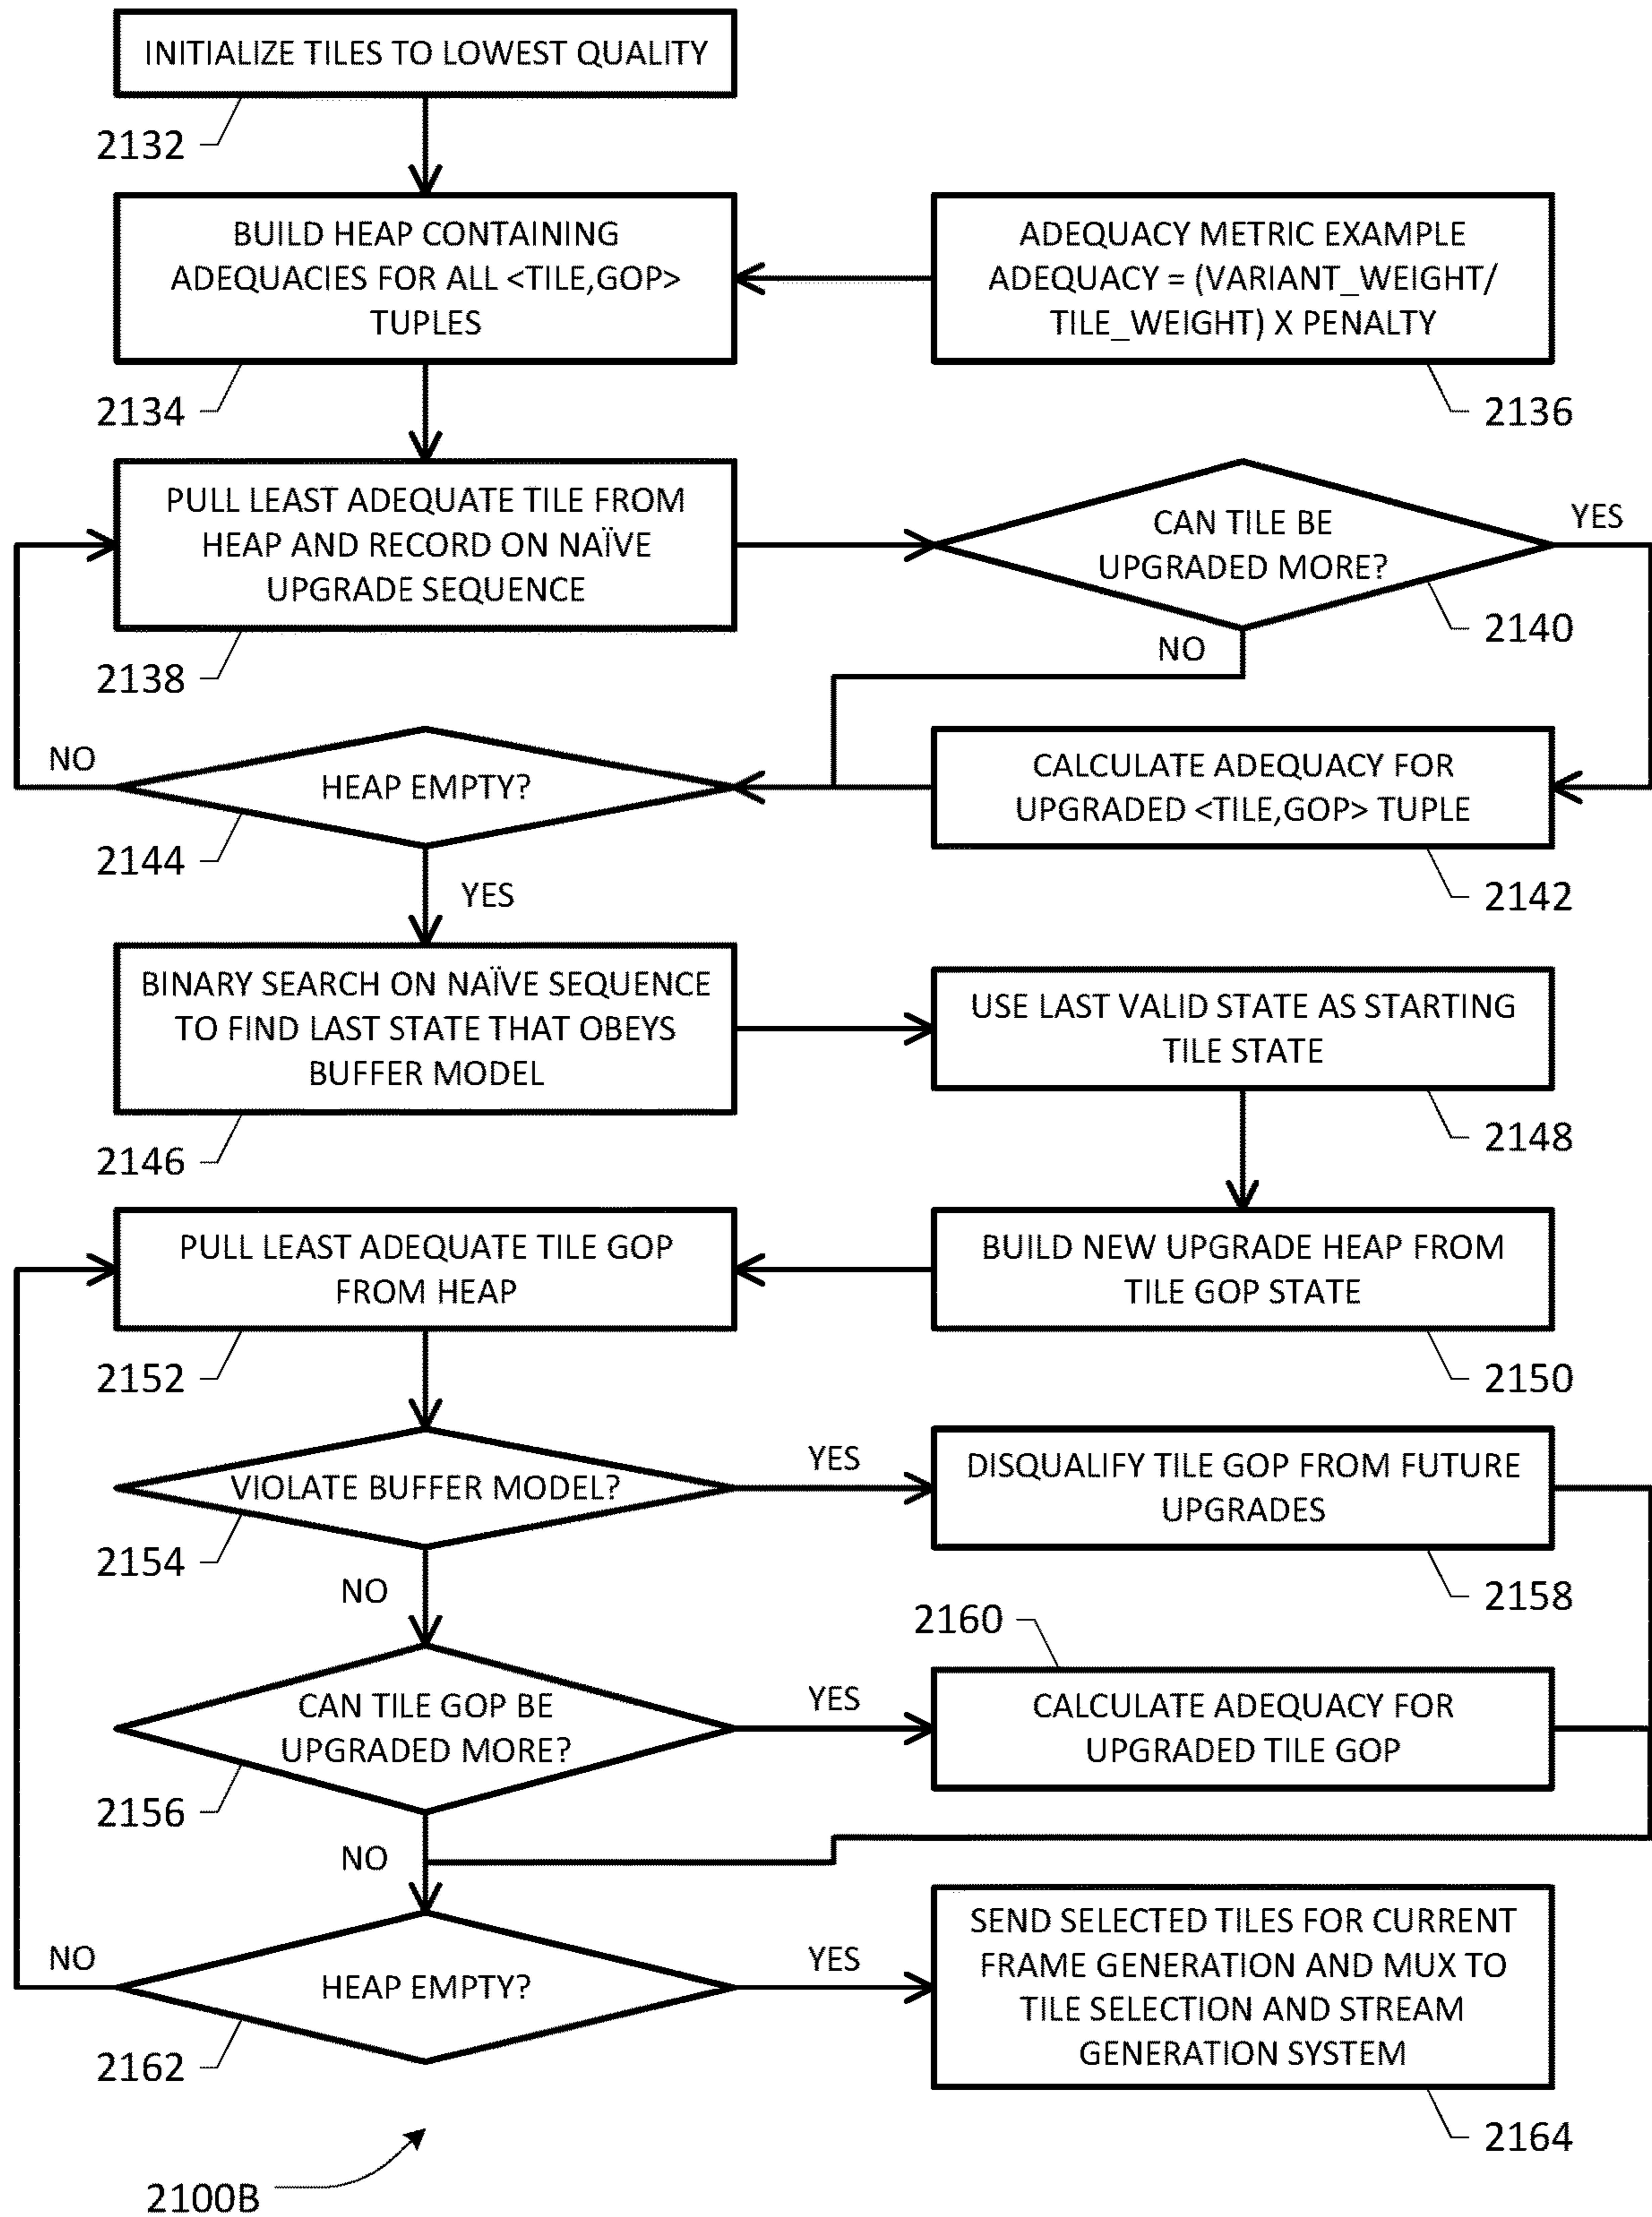 INITIALIZE TILES TO LOWEST QUALITY
2132
BUILD HEAP CONTAINING
ADEQUACIES FOR ALL <TILE,GOP>
TUPLES
2134
ADEQUACY METRIC EXAMPLE
ADEQUACY = (VARIANT_WEIGHT/
TILE_WEIGHT) X PENALTY
2136
PULL LEAST ADEQUATE TILE FROM
HEAP AND RECORD ON NAÏVE
UPGRADE SEQUENCE
2138
CAN TILE BE
UPGRADED MORE?
YES
2140
NO
CALCULATE ADEQUACY FOR
UPGRADED <TILE,GOP> TUPLE
2142
HEAP EMPTY?
NO
2144
YES
BINARY SEARCH ON NAÏVE SEQUENCE
TO FIND LAST STATE THAT OBEYS
BUFFER MODEL
2146
USE LAST VALID STATE AS STARTING
TILE STATE
2148
BUILD NEW UPGRADE HEAP FROM
TILE GOP STATE
2150
PULL LEAST ADEQUATE TILE GOP
FROM HEAP
2152
VIOLATE BUFFER MODEL?
YES
2154
NO
DISQUALIFY TILE GOP FROM FUTURE
UPGRADES
2158
CAN TILE GOP BE
UPGRADED MORE?
YES
2156
NO
2160
CALCULATE ADEQUACY FOR
UPGRADED TILE GOP
HEAP EMPTY?
NO
YES
2162
SEND SELECTED TILES FOR CURRENT
FRAME GENERATION AND MUX TO
TILE SELECTION AND STREAM
GENERATION SYSTEM
2164
2100B